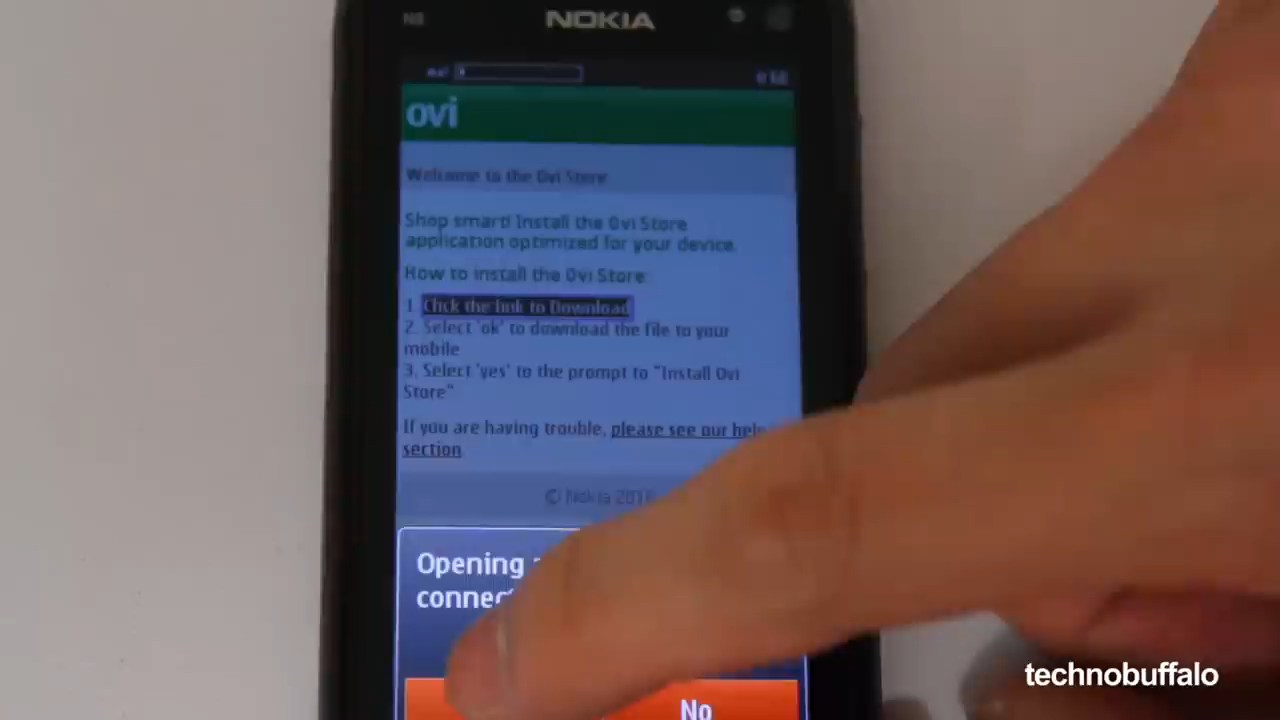 N8
NOKIA
ovi
Welcome to the Ovi Store
Shop smart! Install the Ovi Store
application optimized for your device.
How to install the Ovi Store:
1. Click the link to Download
2. Select 'ok' to download the file to your
mobile
3. Select 'yes' to the prompt to "Install Ovi
Store"
If you are having trouble, please see our help
section
© Nokia 2010
Opening
No
technobuffalo